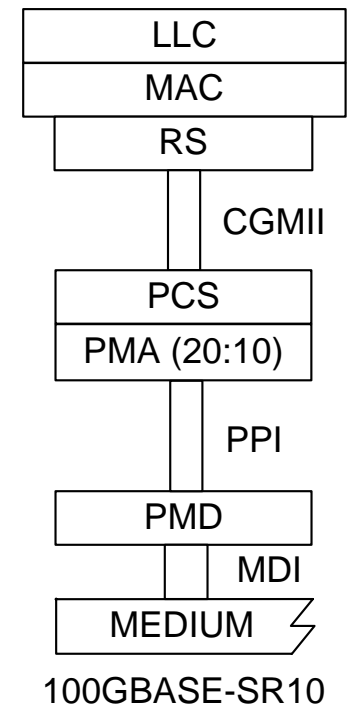 LLC
MAC
RS
CGMII
PCS
PMA (20:10)
PPI
PMD
MDI
MEDIUM
100GBASE-SR10